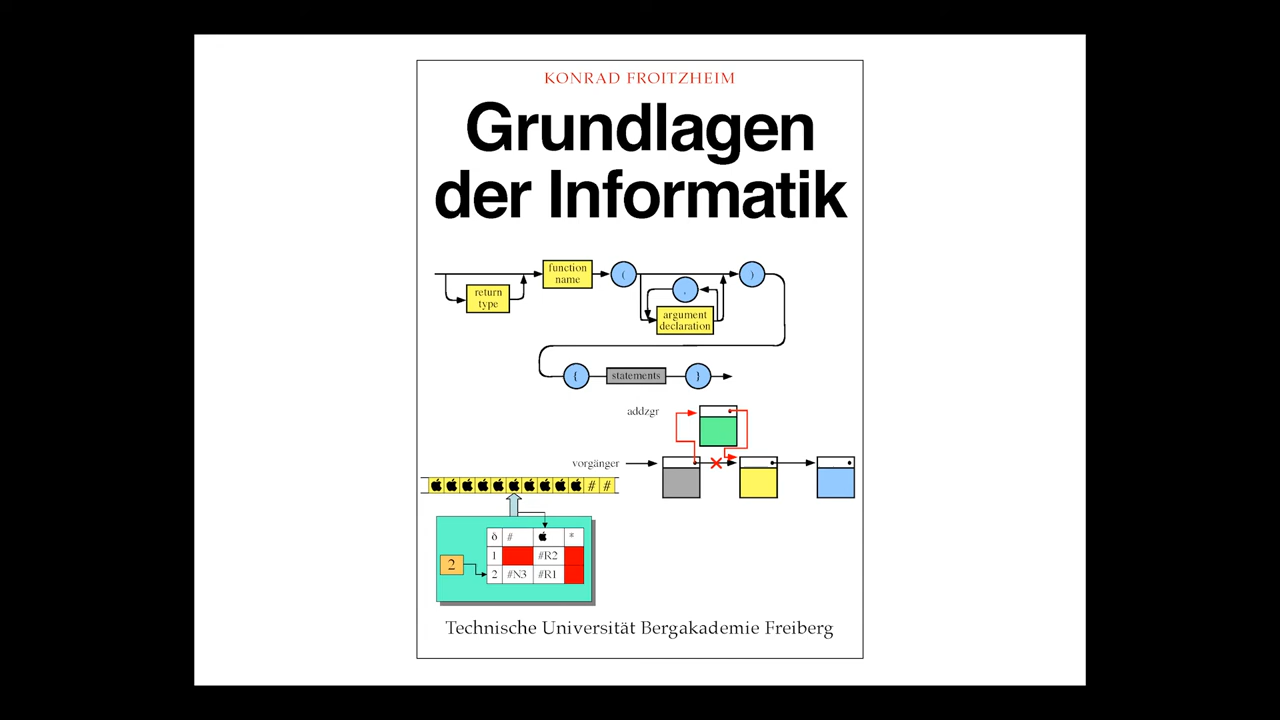 KONRAD FROITZHEIM
Grundlagen
der Informatik
function
name
(
)
return
type
,
argument
declaration
{
statements
}
addzgr
vorgänger
# #
δ # *
1 #R2
2
2 #N3 #R1
Technische Universität Bergakademie Freiberg